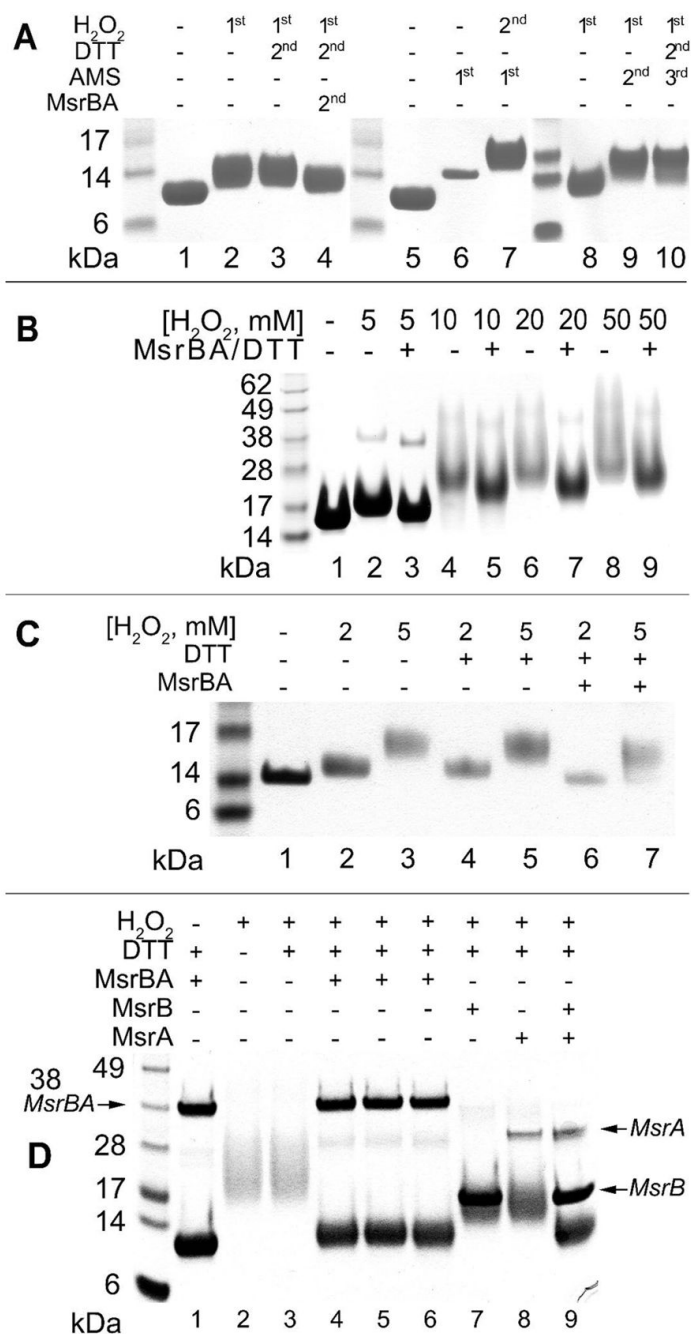 A
H2O2 - 1st 1st 1st - - 2nd 1st 1st 1st
DTT - - 2nd 2nd - - - - - 2nd
AMS - - - - - 1st 1st - 2nd 3rd
MsrBA - - - 2nd - - - - - -
17
14
6
kDa 1 2 3 4 5 6 7 8 9 10
B
[H2O2, mM] - 5 5 10 10 20 20 50 50
MsrBA/DTT - - + - + - + - +
62
49
38
28
17
14
kDa 1 2 3 4 5 6 7 8 9
C
[H2O2, mM] - 2 5 2 5 2 5
DTT - - - + + + +
MsrBA - - - - - + +
17
14
6
kDa 1 2 3 4 5 6 7
H2O2 - + + + + + + + +
DTT + - + + + + + + +
MsrBA + - - + + + - - -
MsrB - - - - - - + - +
MsrA - - - - - - - + +
49
38
MsrBA→
←MsrA
28
D
17
←MsrB
14
6
kDa 1 2 3 4 5 6 7 8 9